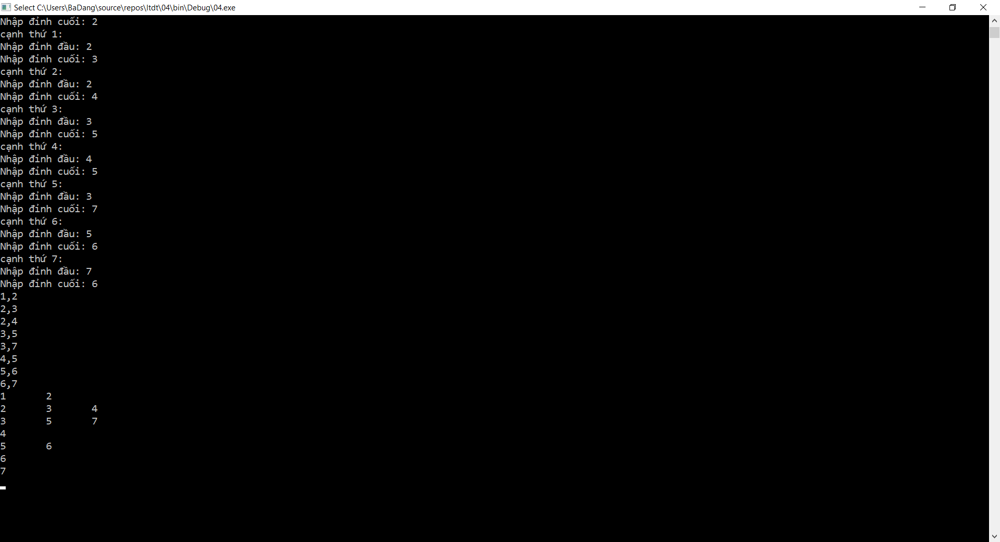 Select C:\Users\BaDang\source\repos\ltdt\04\bin\Debug\04.exe
Nhập đỉnh cuối: 2
cạnh thứ 1:
Nhập đỉnh đầu: 2
Nhập đỉnh cuối: 3
cạnh thứ 2:
Nhập đỉnh đầu: 2
Nhập đỉnh cuối: 4
cạnh thứ 3:
Nhập đỉnh đầu: 3
Nhập đỉnh cuối: 5
cạnh thứ 4:
Nhập đỉnh đầu: 4
Nhập đỉnh cuối: 5
cạnh thứ 5:
Nhập đỉnh đầu: 3
Nhập đỉnh cuối: 7
cạnh thứ 6:
Nhập đỉnh đầu: 5
Nhập đỉnh cuối: 6
cạnh thứ 7:
Nhập đỉnh đầu: 7
Nhập đỉnh cuối: 6
1,2
2,3
2,4
3,5
3,7
4,5
5,6
6,7
1       2
2       3       4
3       5       7
4
5       6
6
7